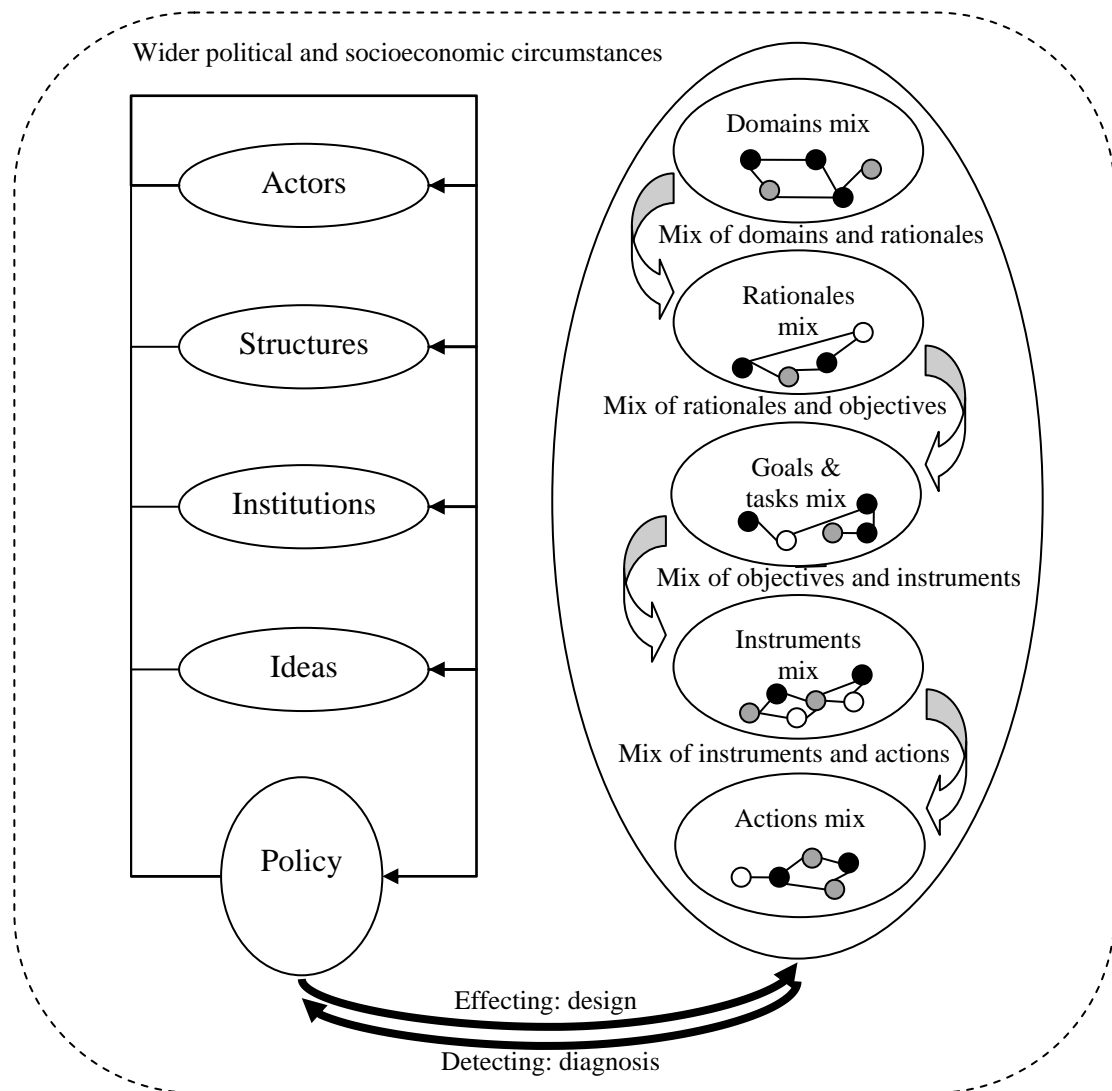 Wider political and socioeconomic circumstances
Actors
Structures
Institutions
Ideas
Policy
Domains mix
Mix of domains and rationales
Rationales
mix
Mix of rationales and objectives
Goals &
tasks mix
Mix of objectives and instruments
Instruments
mix
Mix of instruments and actions
Actions mix
Effecting: design
Detecting: diagnosis